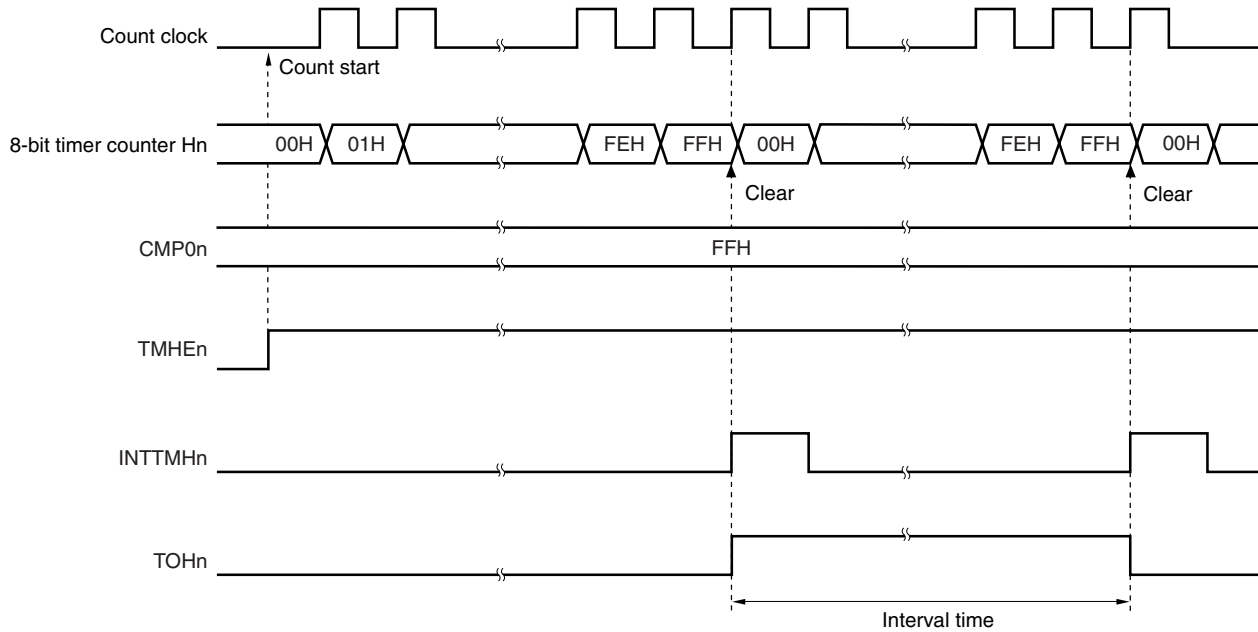 Count clock
Count start
8-bit timer counter Hn
00H 01H FEH FFH 00H FEH FFH 00H
Clear Clear
CMP0n
FFH
TMHEn
INTTMHn
TOHn
Interval time